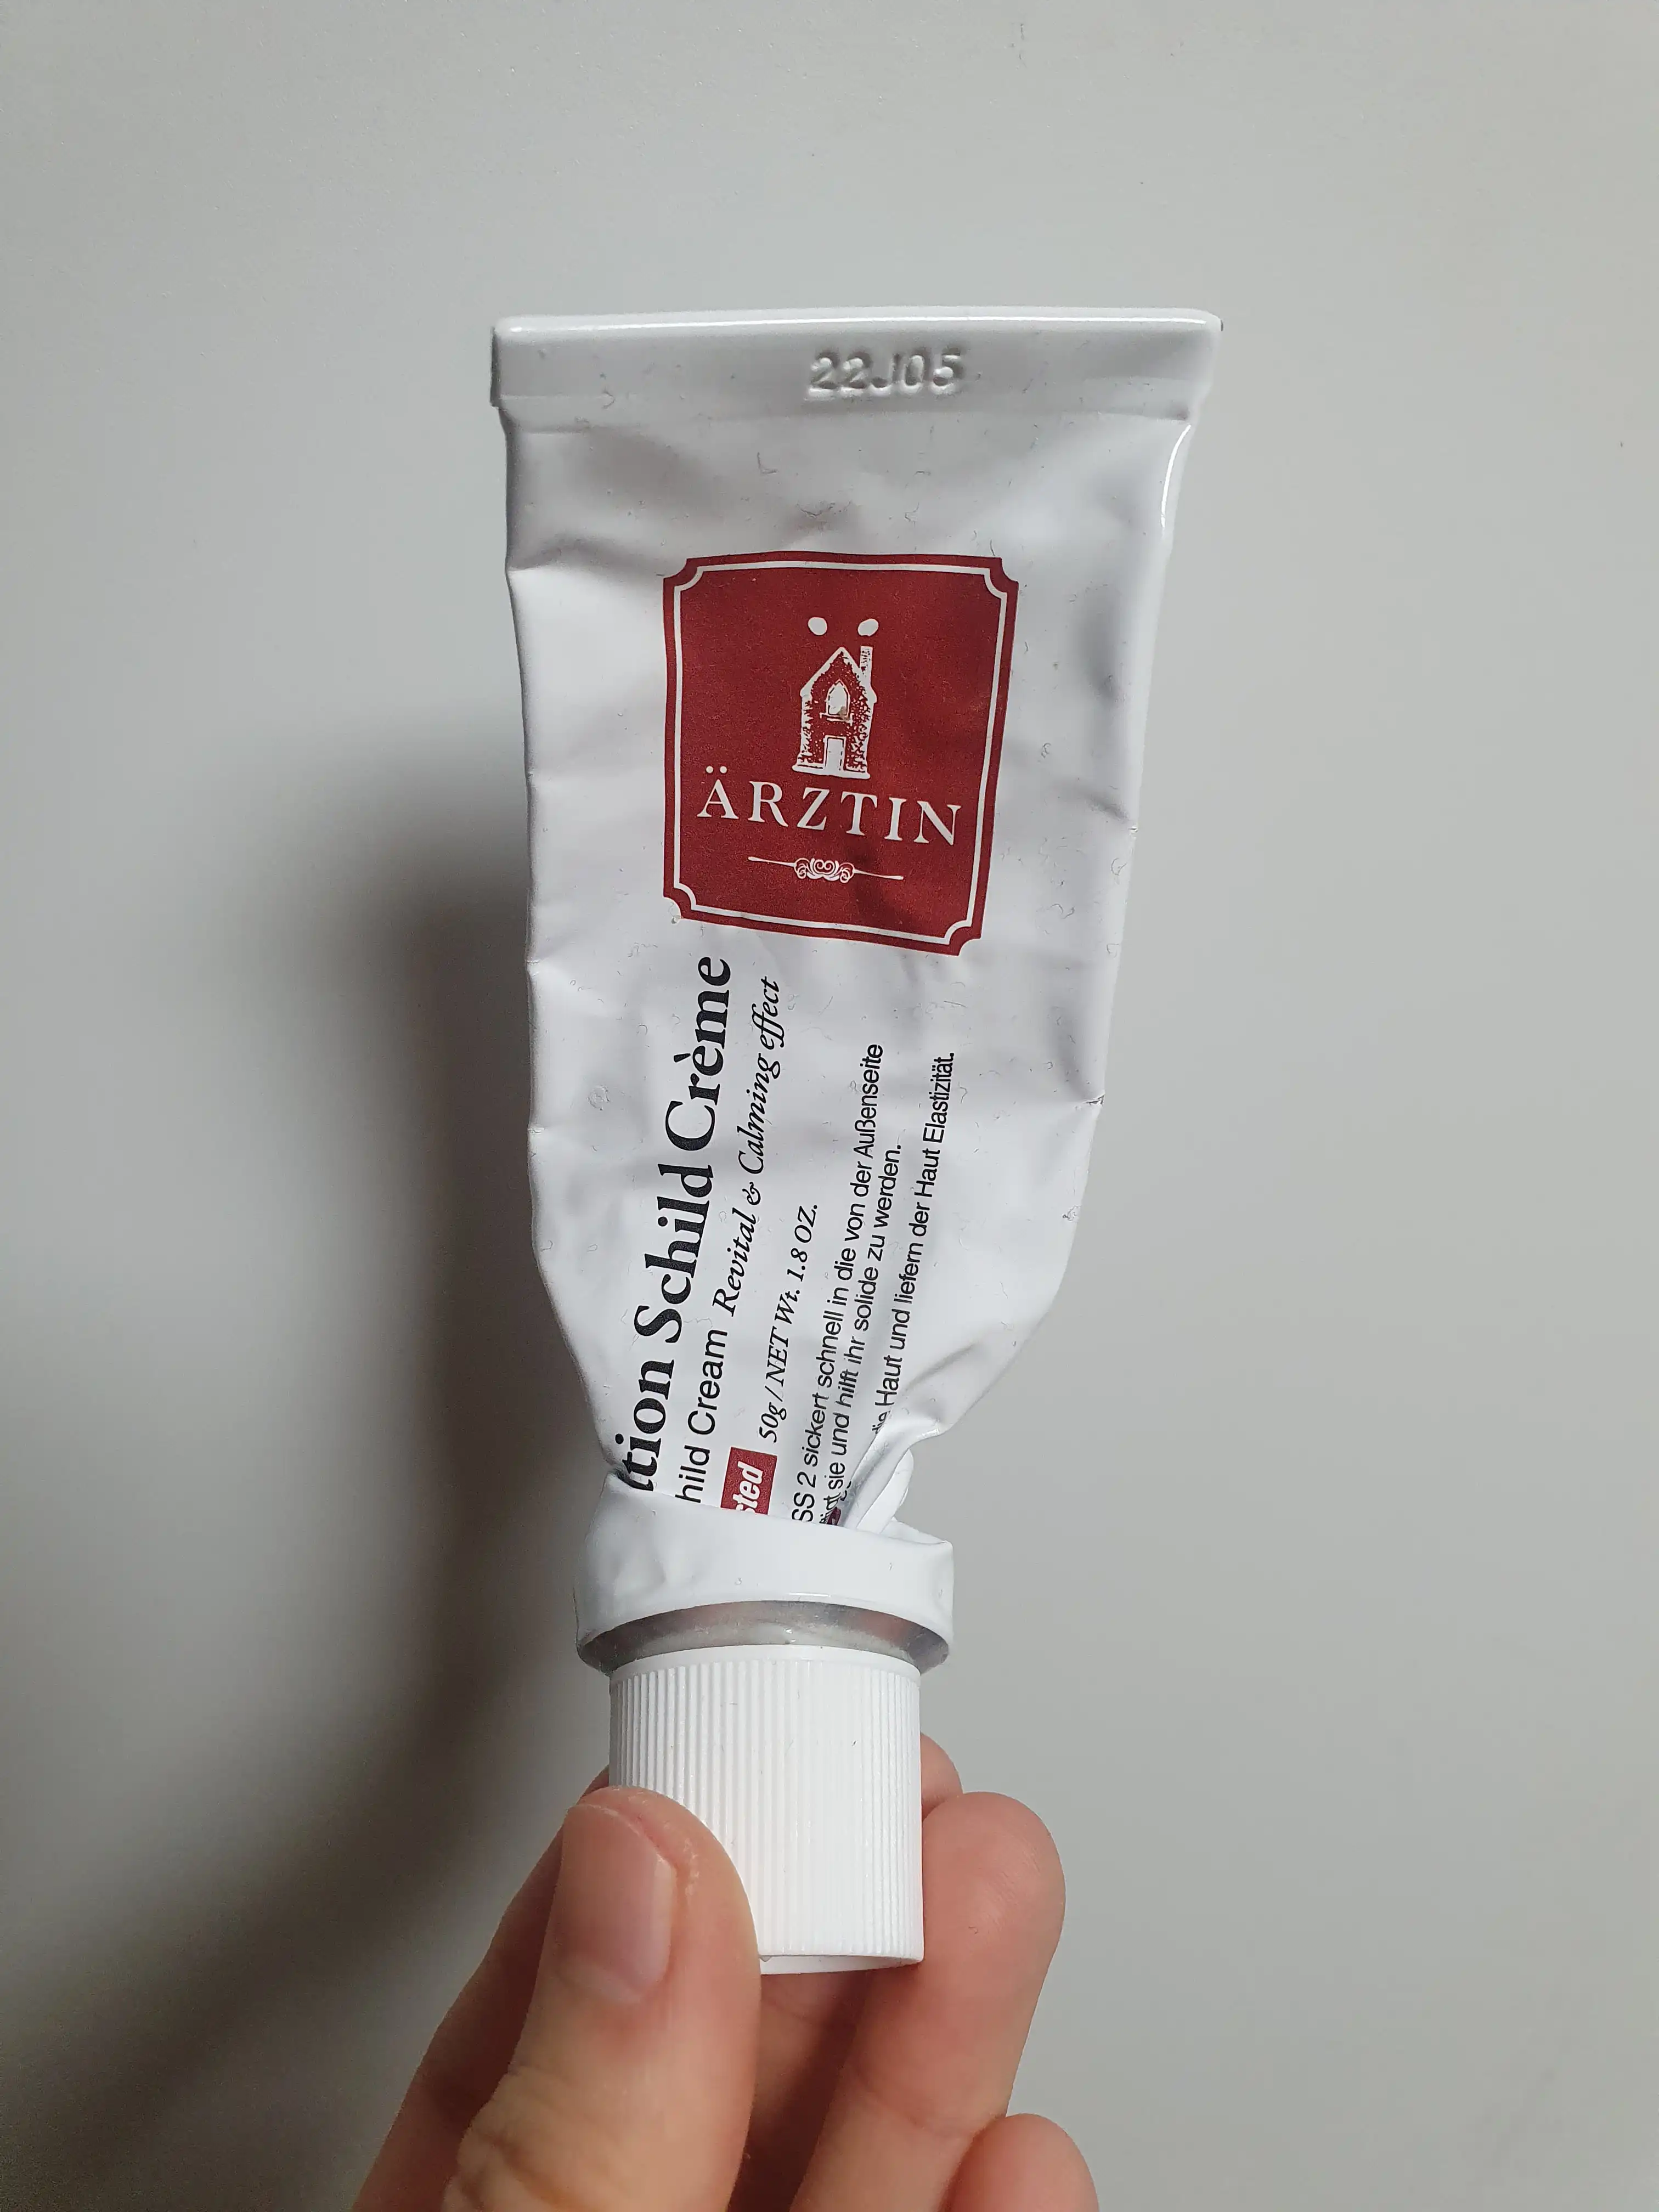 22J05
ÄRZTIN
tion Schild Crème
hild Cream Revital & Calming effect
sted 50g / NET Wt. 1.8 OZ.
SS 2 sickert schnell in die von der Außenseite
sie und hilft ihr solide zu werden.
die Haut und liefern der Haut Elastizität.